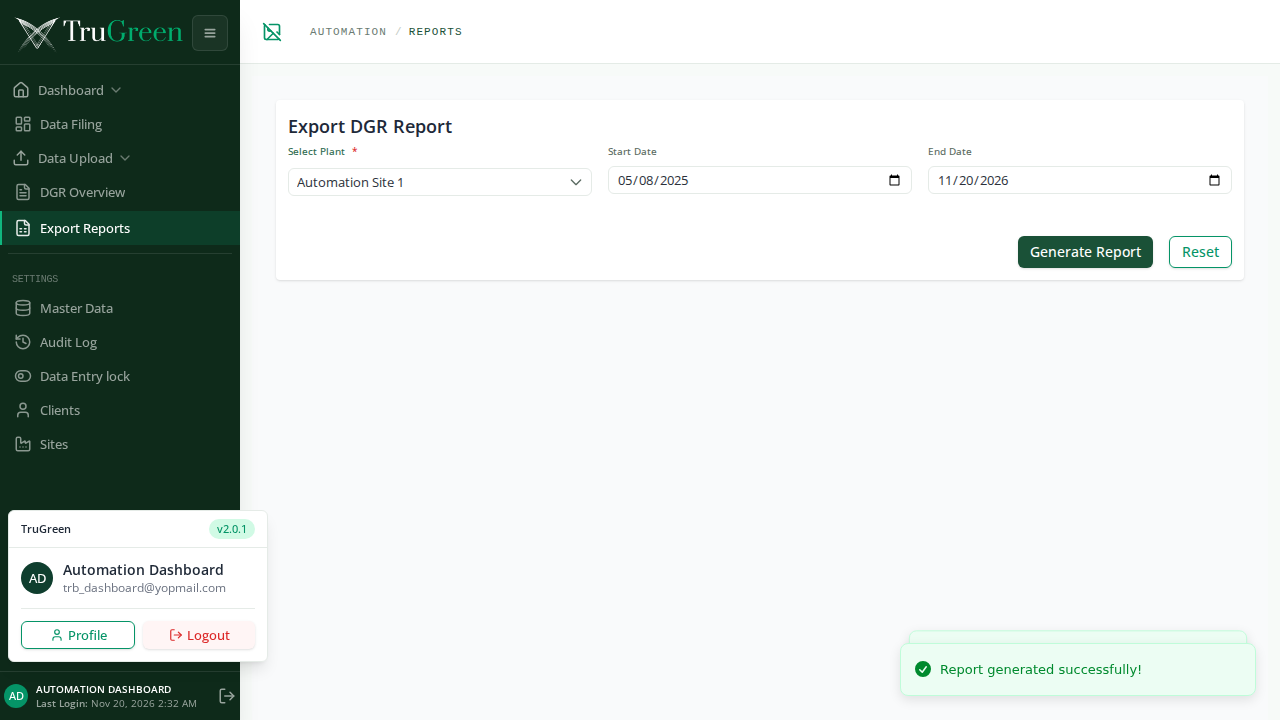 TruGreen
AUTOMATION / REPORTS
Dashboard
Data Filing
Data Upload
DGR Overview
Export Reports
SETTINGS
Master Data
Audit Log
Data Entry lock
Clients
Sites
Export DGR Report
Select Plant *
Automation Site 1
Start Date
05/08/2025
End Date
11/20/2026
Generate Report
Reset
TruGreen
v2.0.1
AD
Automation Dashboard
trb_dashboard@yopmail.com
Profile
Logout
AD
AUTOMATION DASHBOARD
Last Login: Nov 20, 2026 2:32 AM
Report generated successfully!